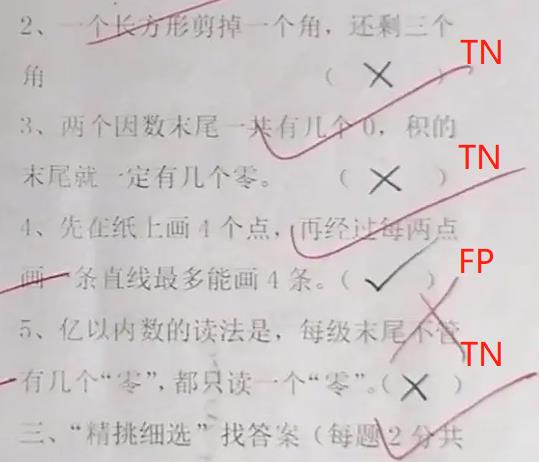 2、一个长方形剪掉一个角，还剩三个
角 （ × ） TN
3、两个因数末尾一共有几个0，积的
末尾就一定有几个零。 （ × ） TN
4、先在纸上画4个点，再经过每两点
画一条直线最多能画4条。（ ✓ ） FP
5、亿以内数的读法是，每级末尾不管
有几个“零”，都只读一个“零”。（ × ） TN
三、“精挑细选”找答案（每题2分共